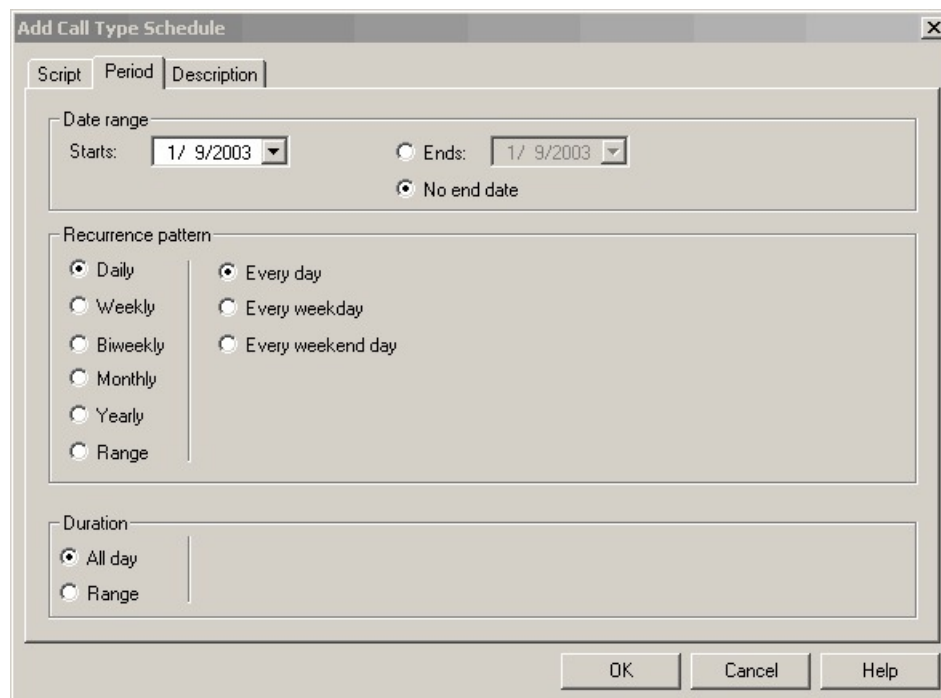 Add Call Type Schedule
Script Period Description
Date range
Starts: 1/ 9/2003 Ends: 1/ 9/2003
No end date
Recurrence pattern
Daily Every day
Weekly Every weekday
Biweekly Every weekend day
Monthly
Yearly
Range
Duration
All day
Range
OK Cancel Help